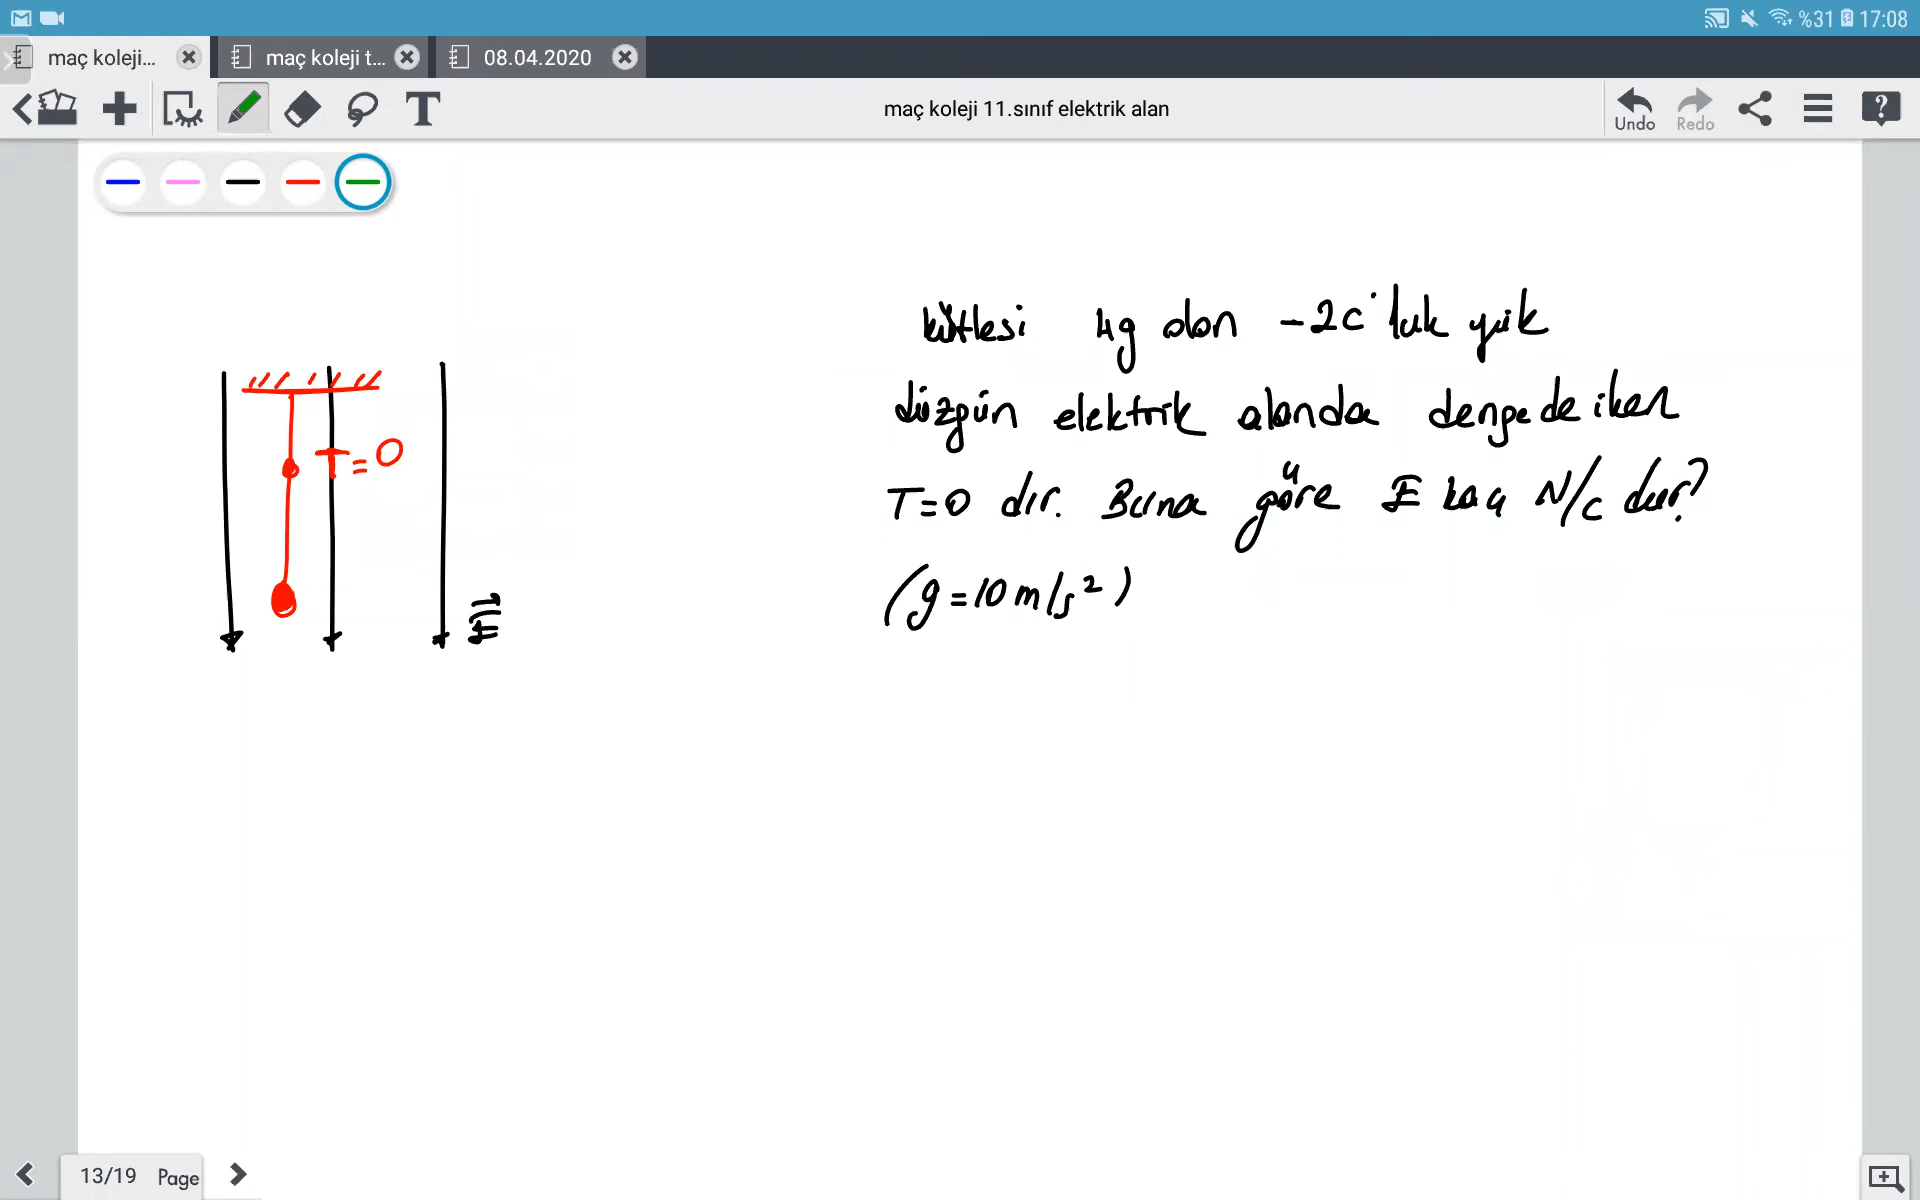 %31 17:08
maç koleji... maç koleji t... 08.04.2020
T maç koleji 11.sınıf elektrik alan Undo Redo
kütlesi 4g olan -2C'luk yük
düzgün elektrik alanda dengede iken
T=0
T=0 dır. Buna göre E kaç N/C dur?
(g=10m/s²)
E
13/19 Page